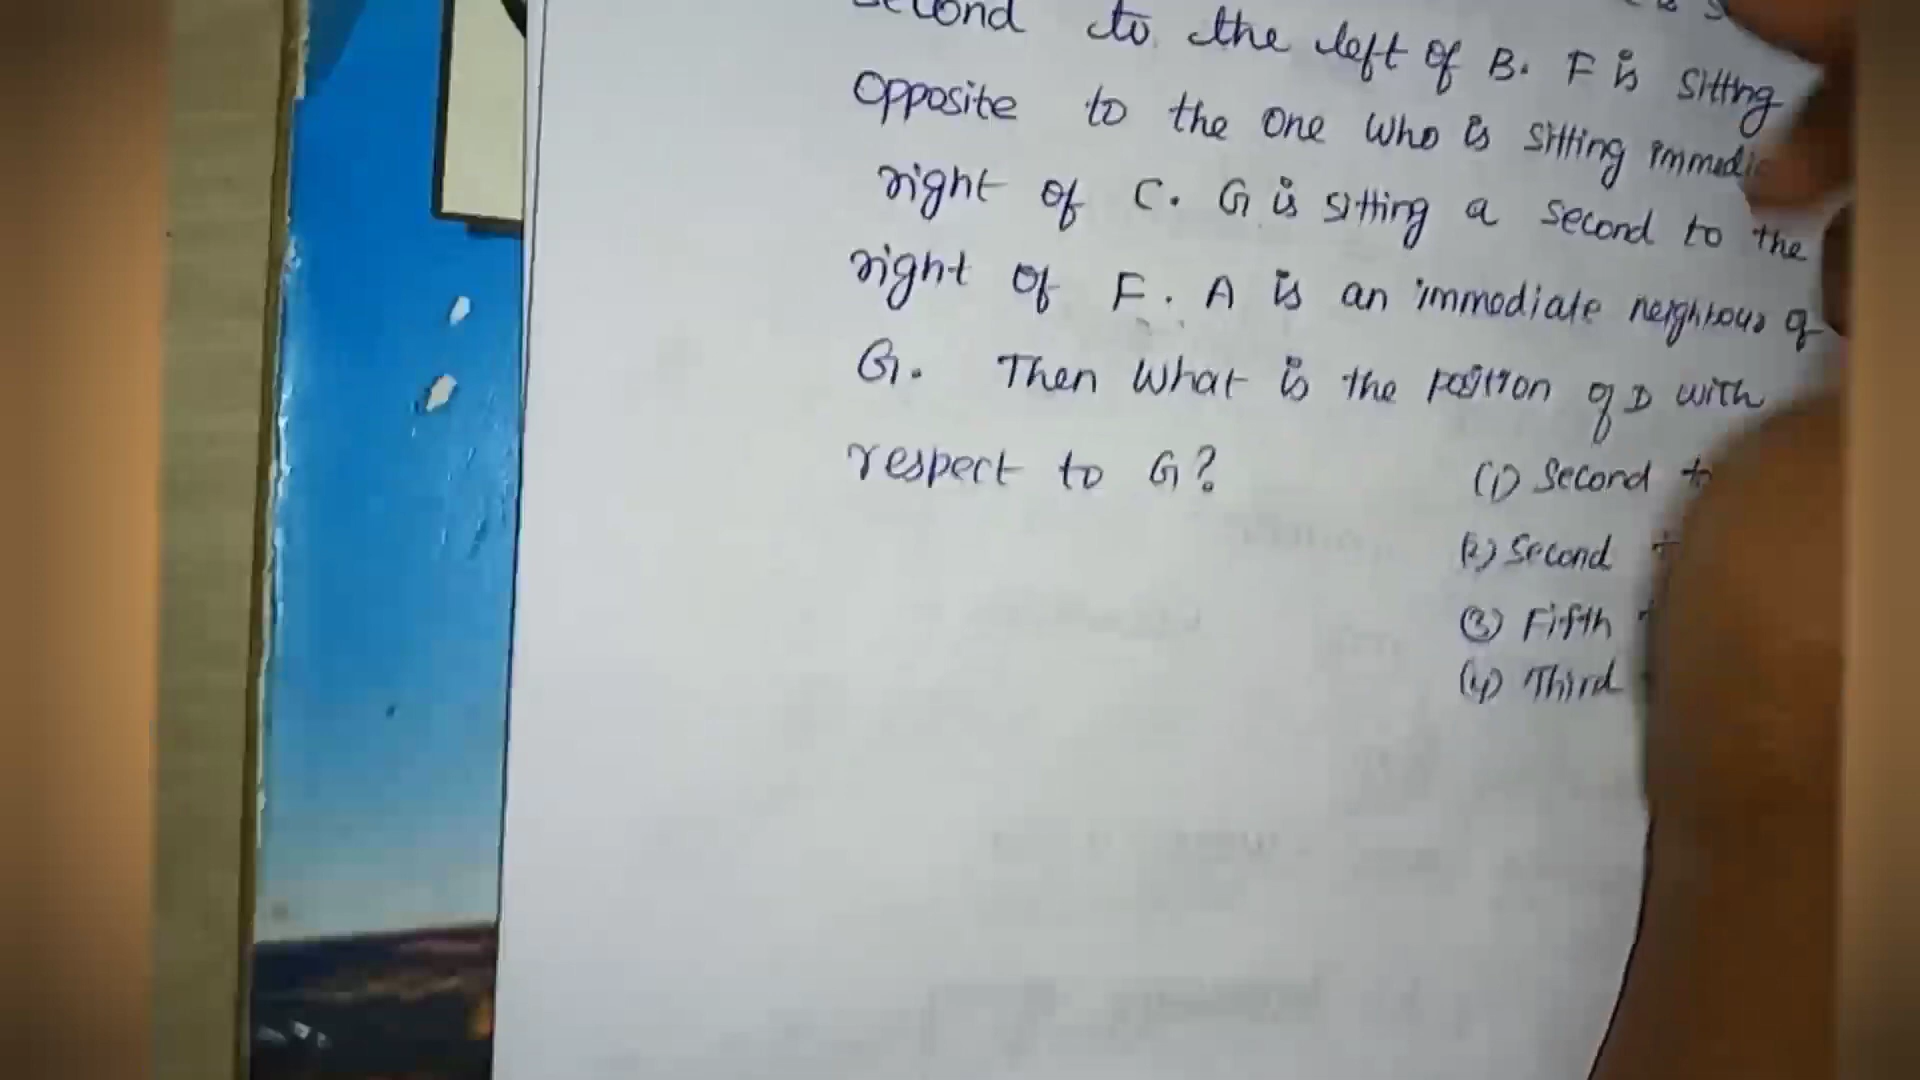 second to the left of B. F is sitting
opposite to the one who is sitting
right of C. G is sitting a second to the
right of F. A is an immediate neighbour of
G. Then what is the position of D with
respect to G?
(1) Second
(2) Second
(3) Fifth
(4) Third